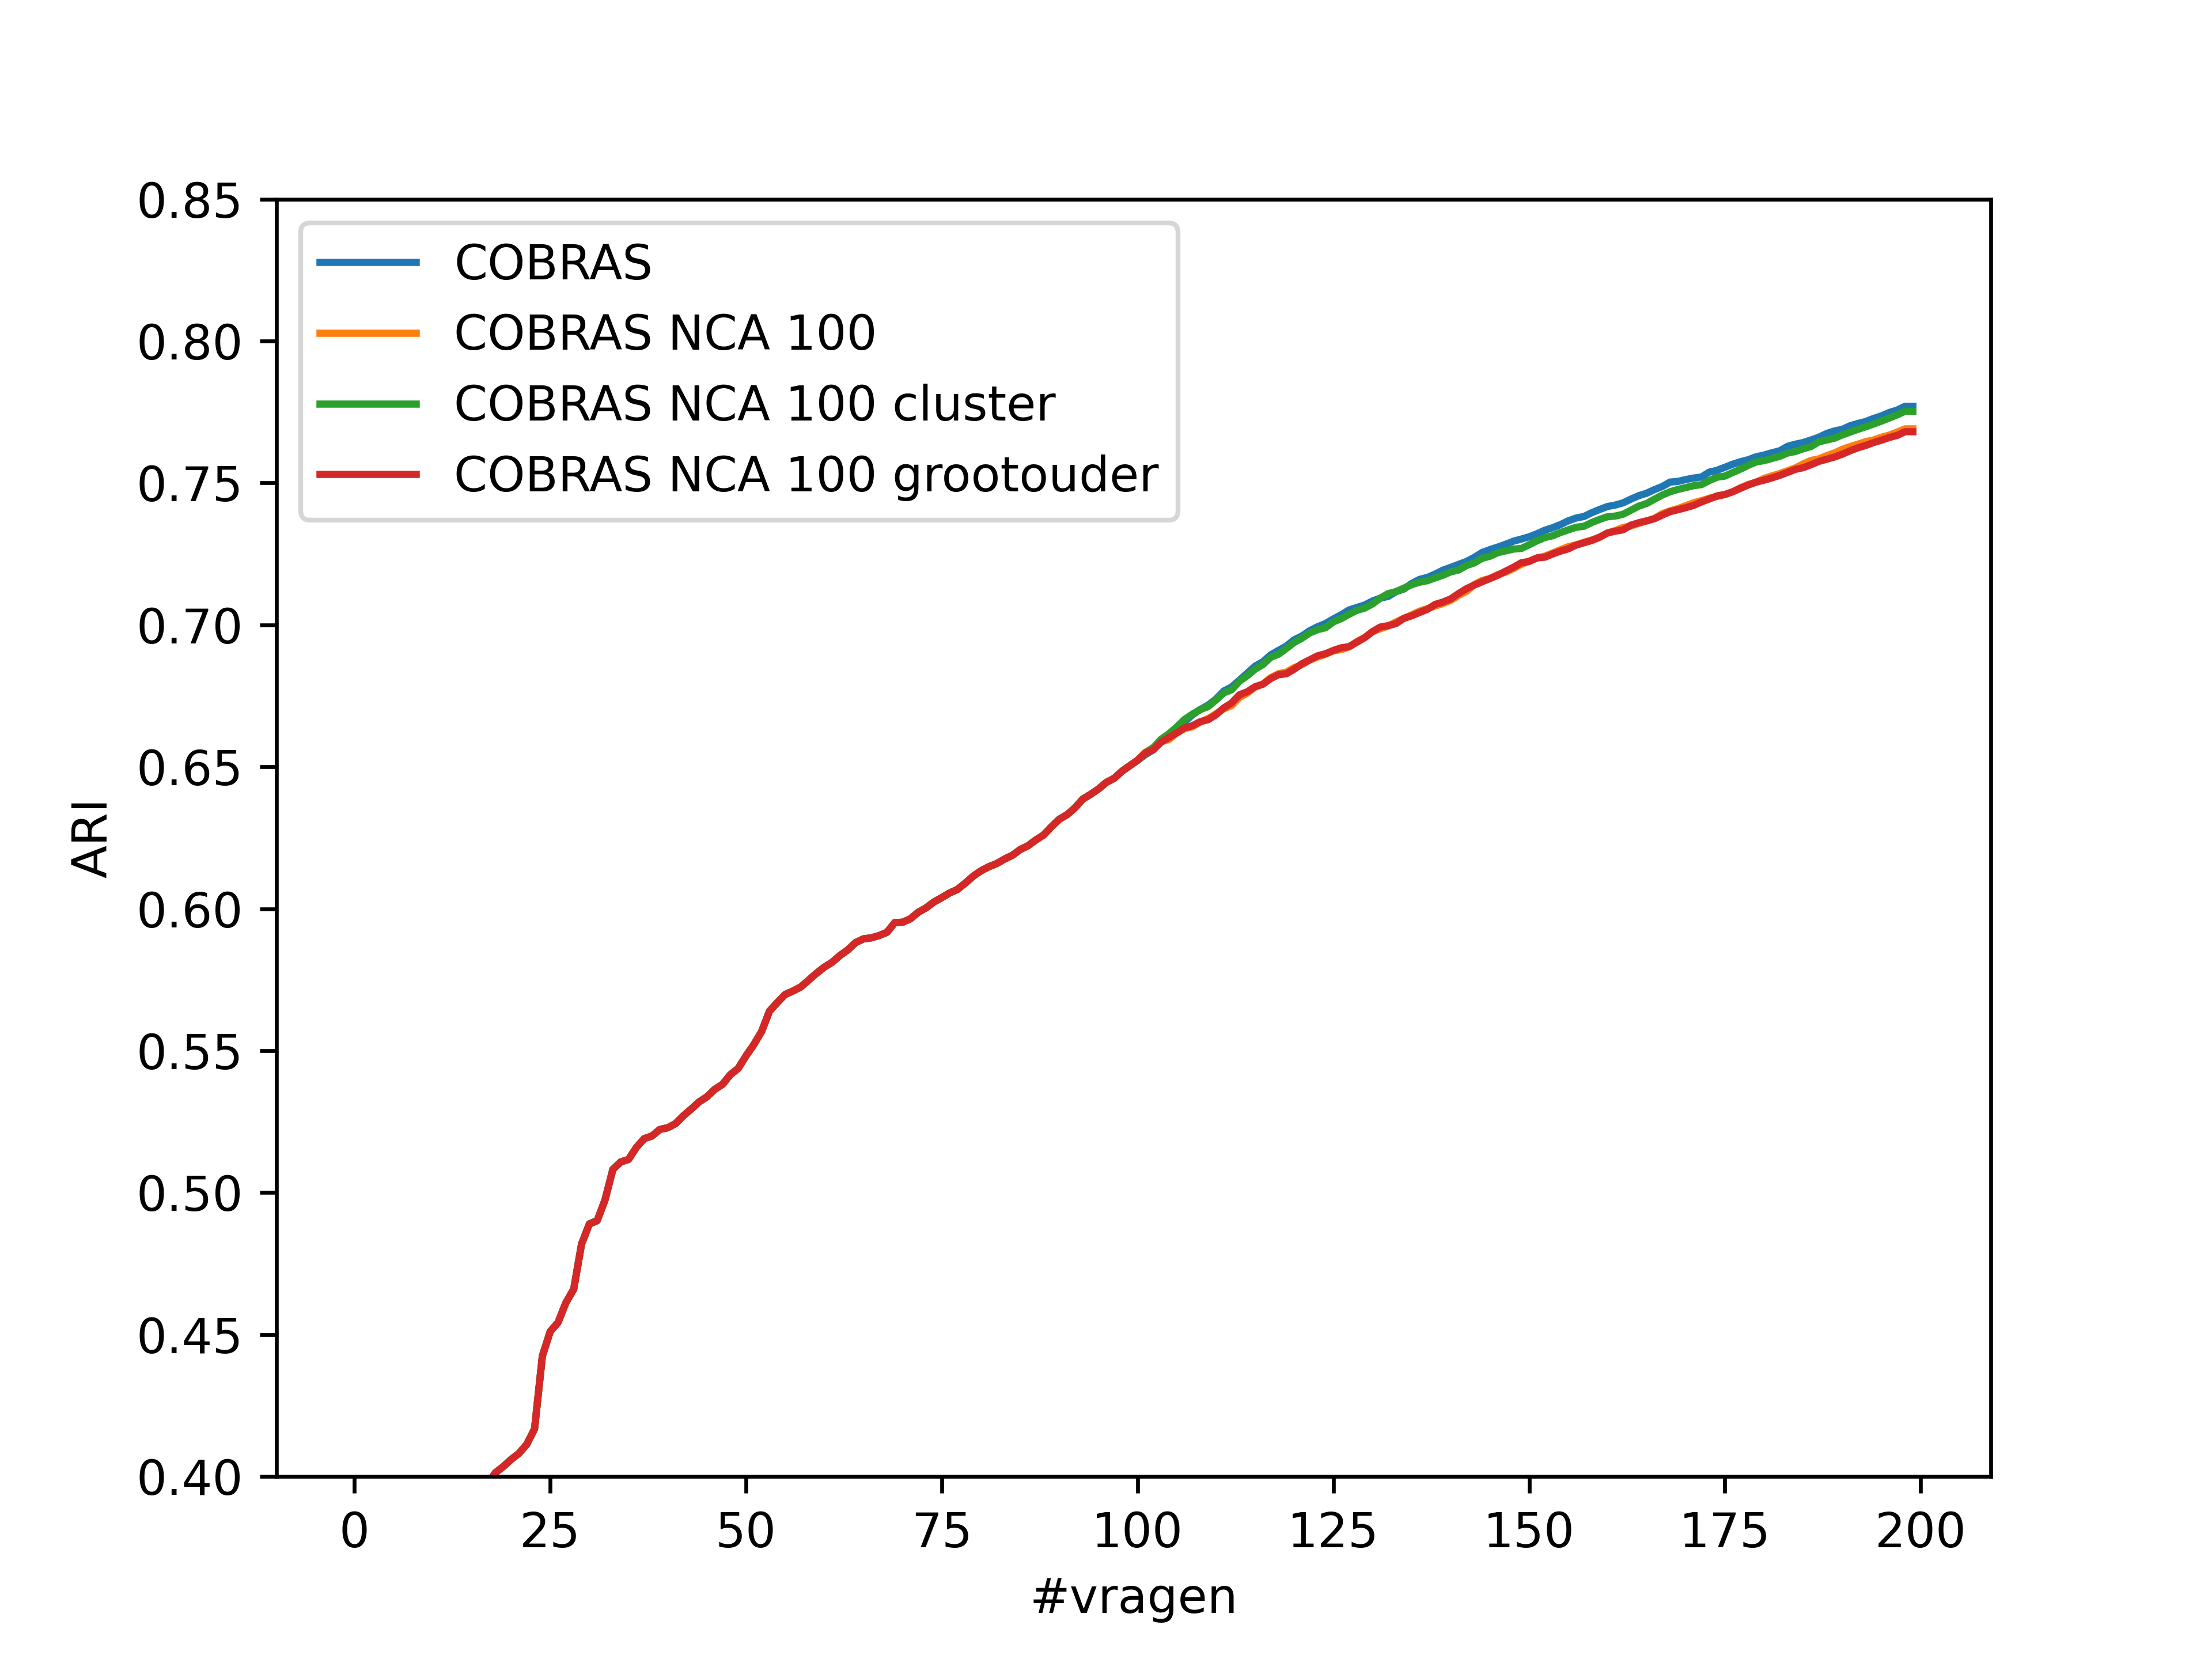 0.85
0.80
0.75
0.70
0.65
0.60
0.55
0.50
0.45
0.40
ARI
COBRAS
COBRAS NCA 100
COBRAS NCA 100 cluster
COBRAS NCA 100 grootouder
0 25 50 75 100 125 150 175 200
#vragen